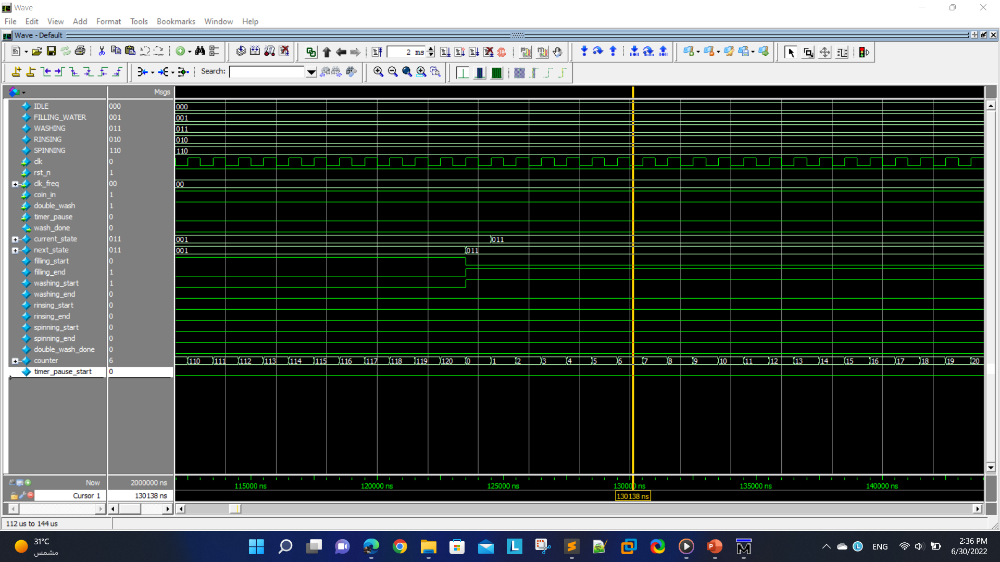 Wave
File Edit View Add Format Tools Bookmarks Window Help
Wave - Default
2 ms
Search:
Msgs
IDLE 000 000
FILLING_WATER 001 001
WASHING 011 011
RINSING 010 010
SPINNING 110 110
clk 0
rst_n 1
clk_freq 00 00
coin_in 1
double_wash 1
timer_pause 0
wash_done 0
current_state 011 001 011
next_state 011 001 011
filling_start 0
filling_end 1
washing_start 1
washing_end 0
rinsing_start 0
rinsing_end 0
spinning_start 0
spinning_end 0
double_wash_done 0
counter 6 110 111 112 113 114 115 116 117 118 119 120 0 1 2 3 4 5 6 7 8 9 10 11 12 13 14 15 16 17 18 19 20
timer_pause_start 0
Now 2000000 ns 115000 ns 120000 ns 125000 ns 130000 ns 135000 ns 140000 ns
Cursor 1 130138 ns 130138 ns
112 us to 144 us
31°C
مشمس
ENG
2:36 PM
6/30/2022